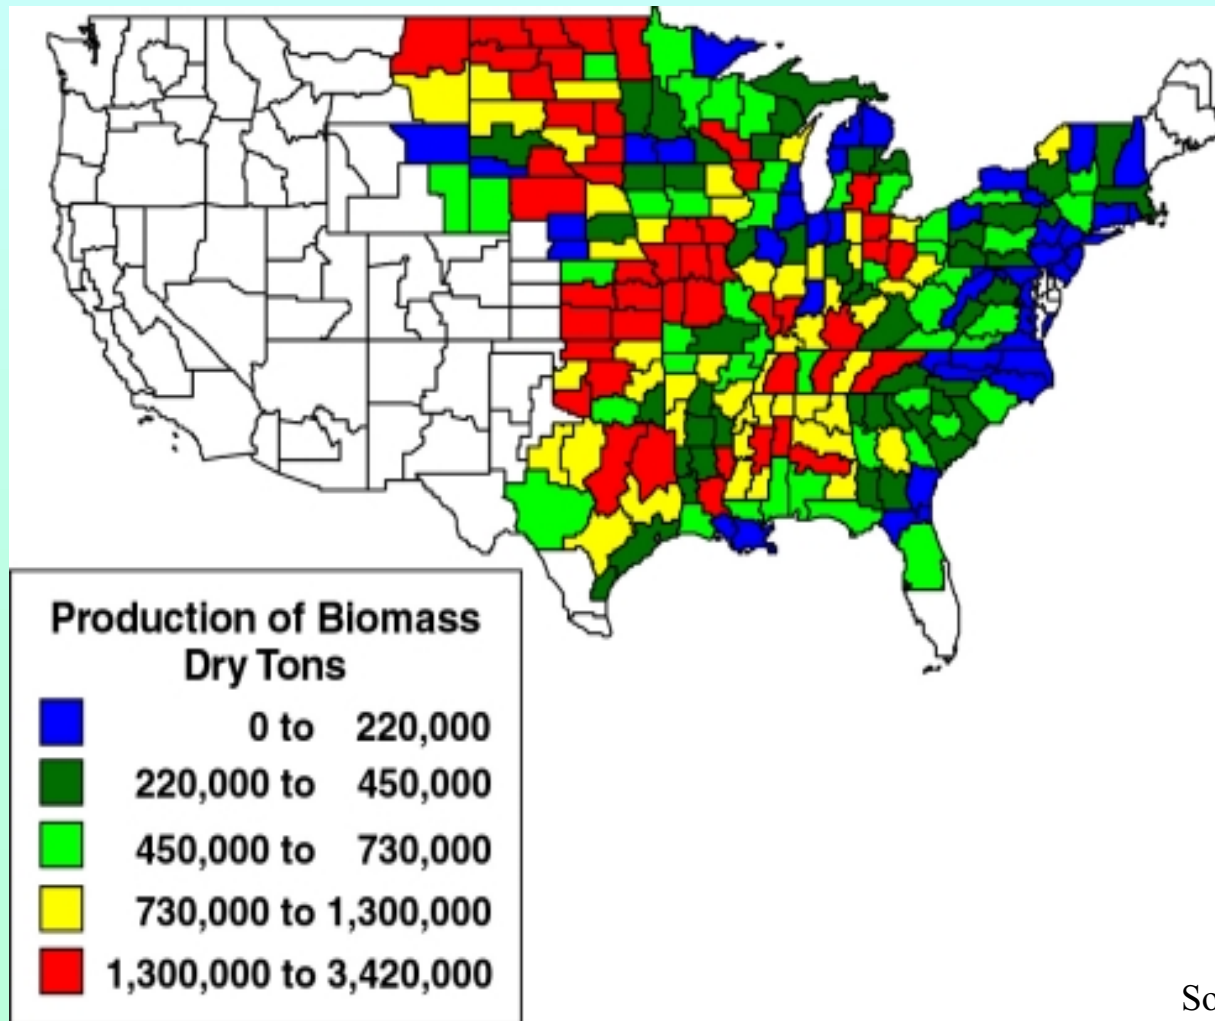 Production of Biomass
Dry Tons
0 to 220,000
220,000 to 450,000
450,000 to 730,000
730,000 to 1,300,000
1,300,000 to 3,420,000